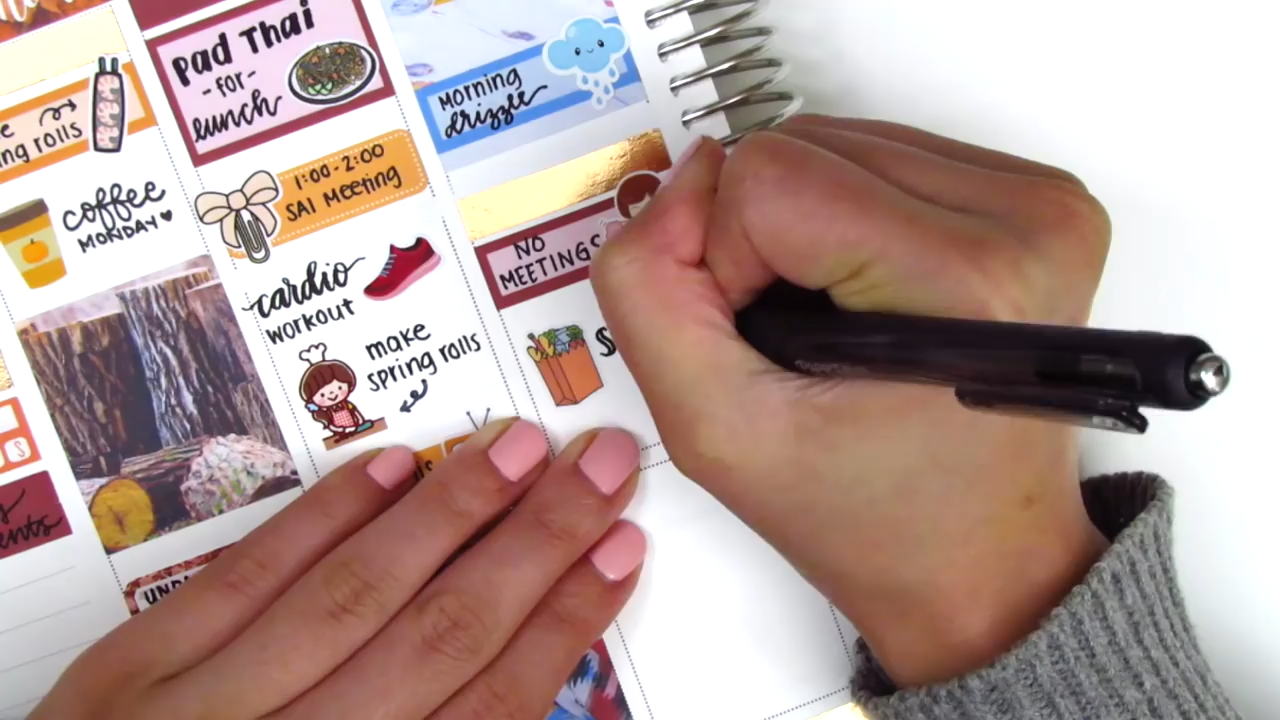 rolls
coffee
MONDAY
Pad Thai
-for-
lunch
1:00-2:00
SAI Meeting
cardio
workout
make
spring rolls
Morning
drizzle
NO
MEETINGS